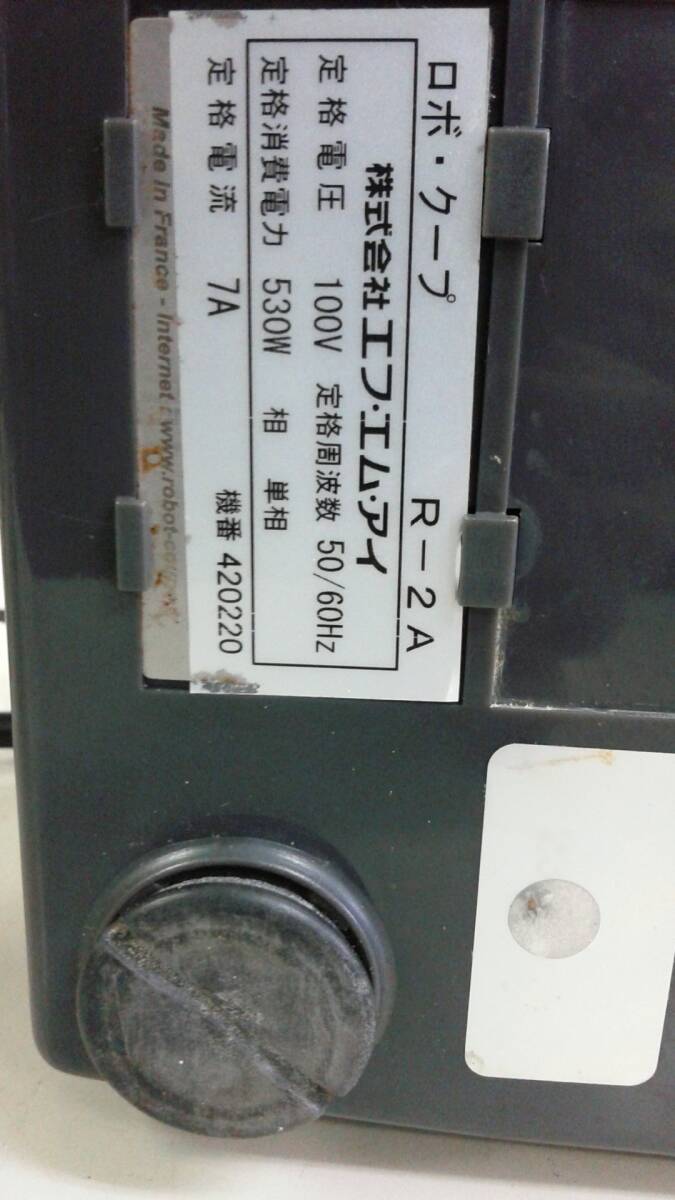 ロボ・クープ R-2A
株式会社エフ・エム・アイ
定格電圧 100V 定格周波数 50/60Hz
定格消費電力 530W 相 単相
定格電流 7A 機番 420220
Made in France - Internet : www.robot-coupe